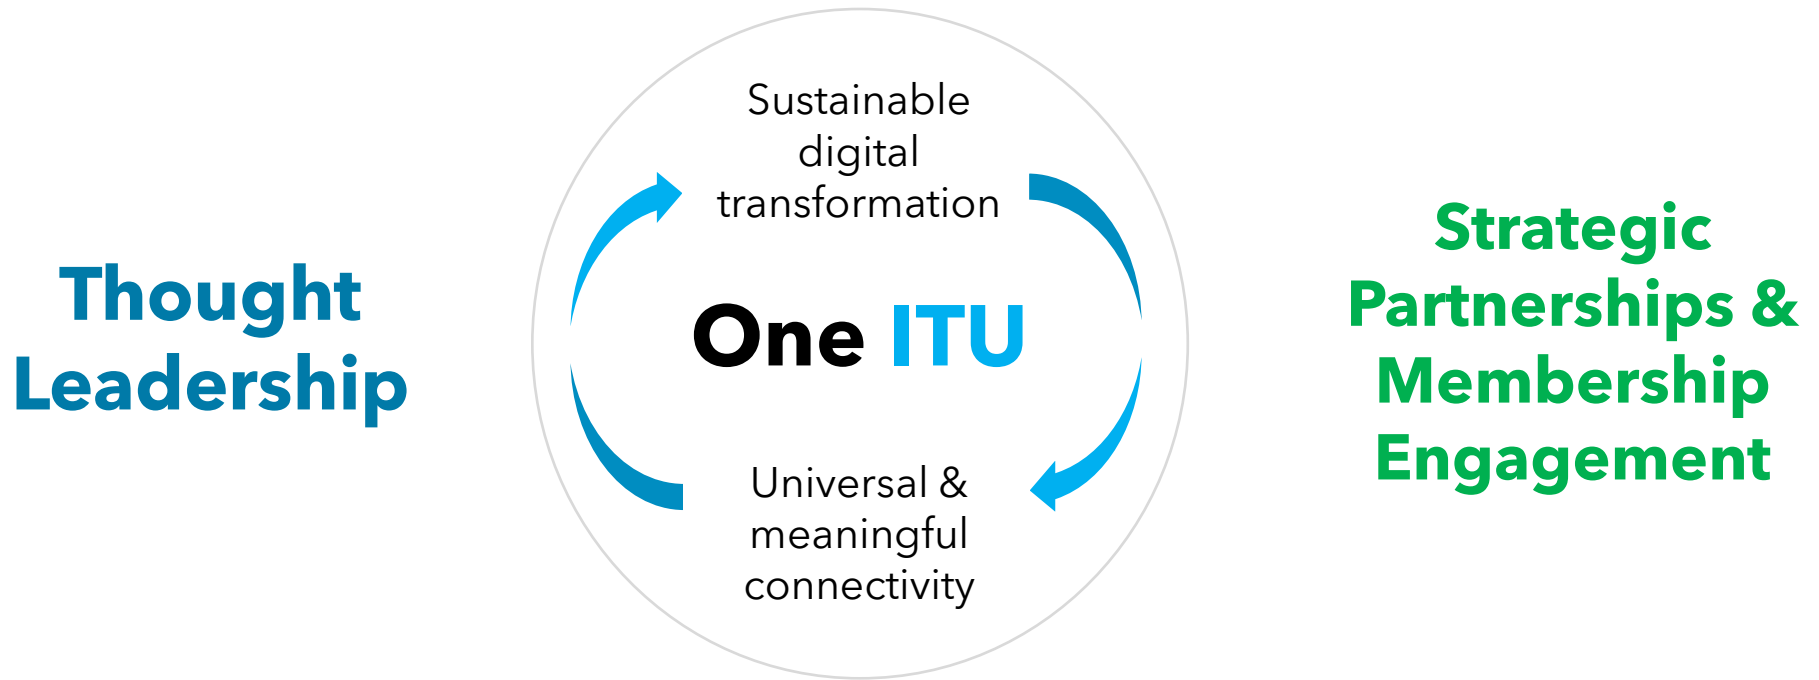 Thought
Leadership
Sustainable
digital
transformation
One ITU
Universal &
meaningful
connectivity
Strategic
Partnerships &
Membership
Engagement